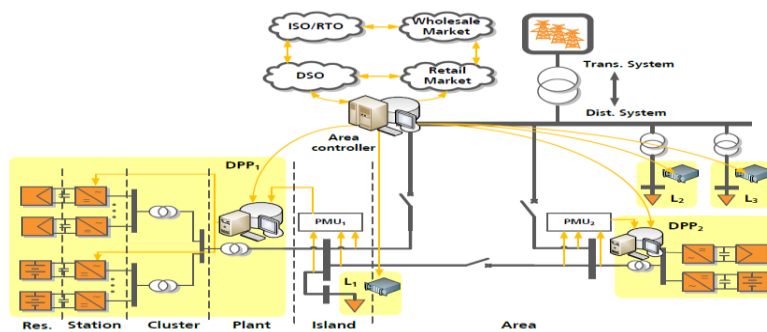 ISO/RTO
Wholesale
Market
DSO
Retail
Market
Trans. System
Dist. System
Area
controller
DPP1
PMU1
L1
L2
L3
PMU2
DPP2
Res.
Station
Cluster
Plant
Island
Area